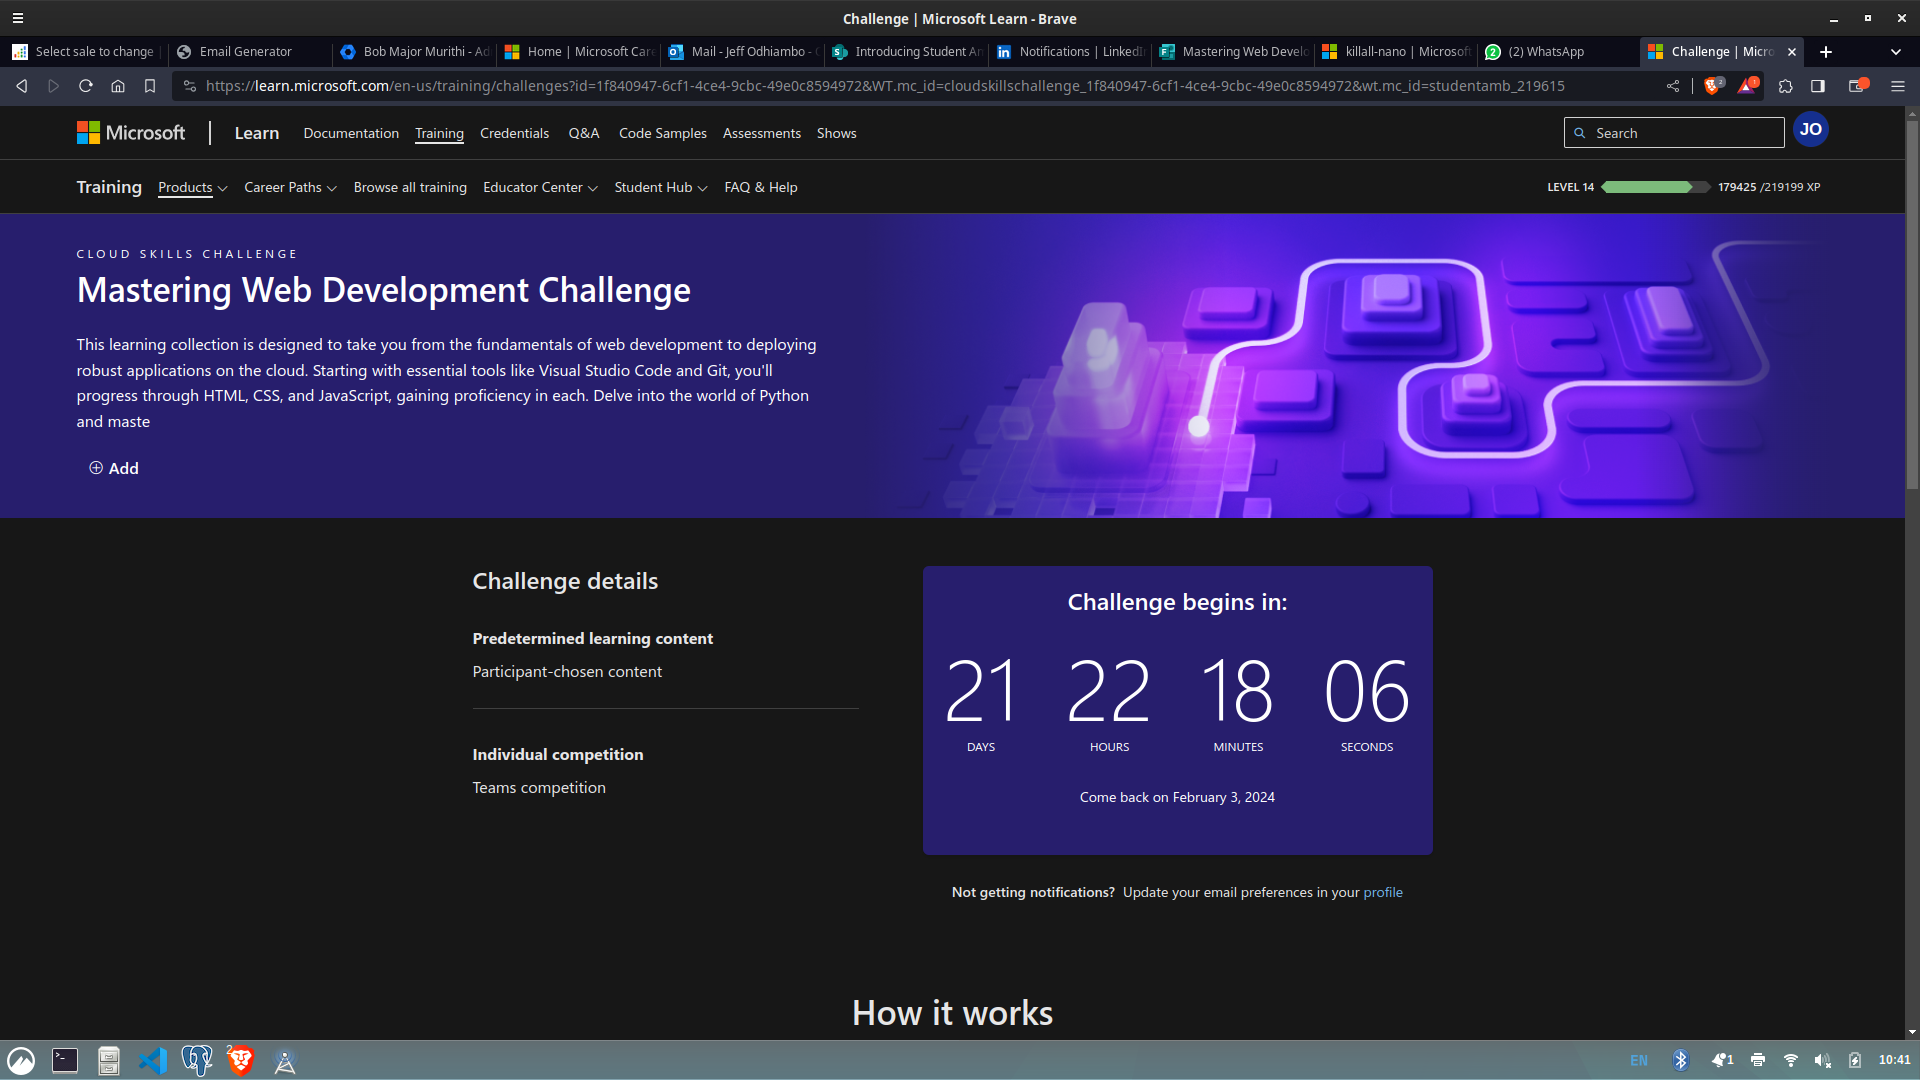 Challenge | Microsoft Learn - Brave
Select sale to change
Email Generator
Bob Major Murithi - Ad
Home | Microsoft Care
Mail - Jeff Odhiambo - O
Introducing Student Am
Notifications | LinkedIn
Mastering Web Develo
killall-nano | Microsoft
(2) WhatsApp
Challenge | Micro
https://learn.microsoft.com/en-us/training/challenges?id=1f840947-6cf1-4ce4-9cbc-49e0c8594972&WT.mc_id=cloudskillschallenge_1f840947-6cf1-4ce4-9cbc-49e0c8594972&wt.mc_id=studentamb_219615
2
1
Microsoft
Learn
Documentation
Training
Credentials
Q&A
Code Samples
Assessments
Shows
Search
JO
Training
Products
Career Paths
Browse all training
Educator Center
Student Hub
FAQ & Help
LEVEL 14
179425 /219199 XP
CLOUD SKILLS CHALLENGE
Mastering Web Development Challenge
This learning collection is designed to take you from the fundamentals of web development to deploying
robust applications on the cloud. Starting with essential tools like Visual Studio Code and Git, you'll
progress through HTML, CSS, and JavaScript, gaining proficiency in each. Delve into the world of Python
and maste
Add
Challenge details
Predetermined learning content
Participant-chosen content
Individual competition
Teams competition
Challenge begins in:
21 22 18 06
DAYS HOURS MINUTES SECONDS
Come back on February 3, 2024
Not getting notifications? Update your email preferences in your profile
How it works
2
EN
1
10:41